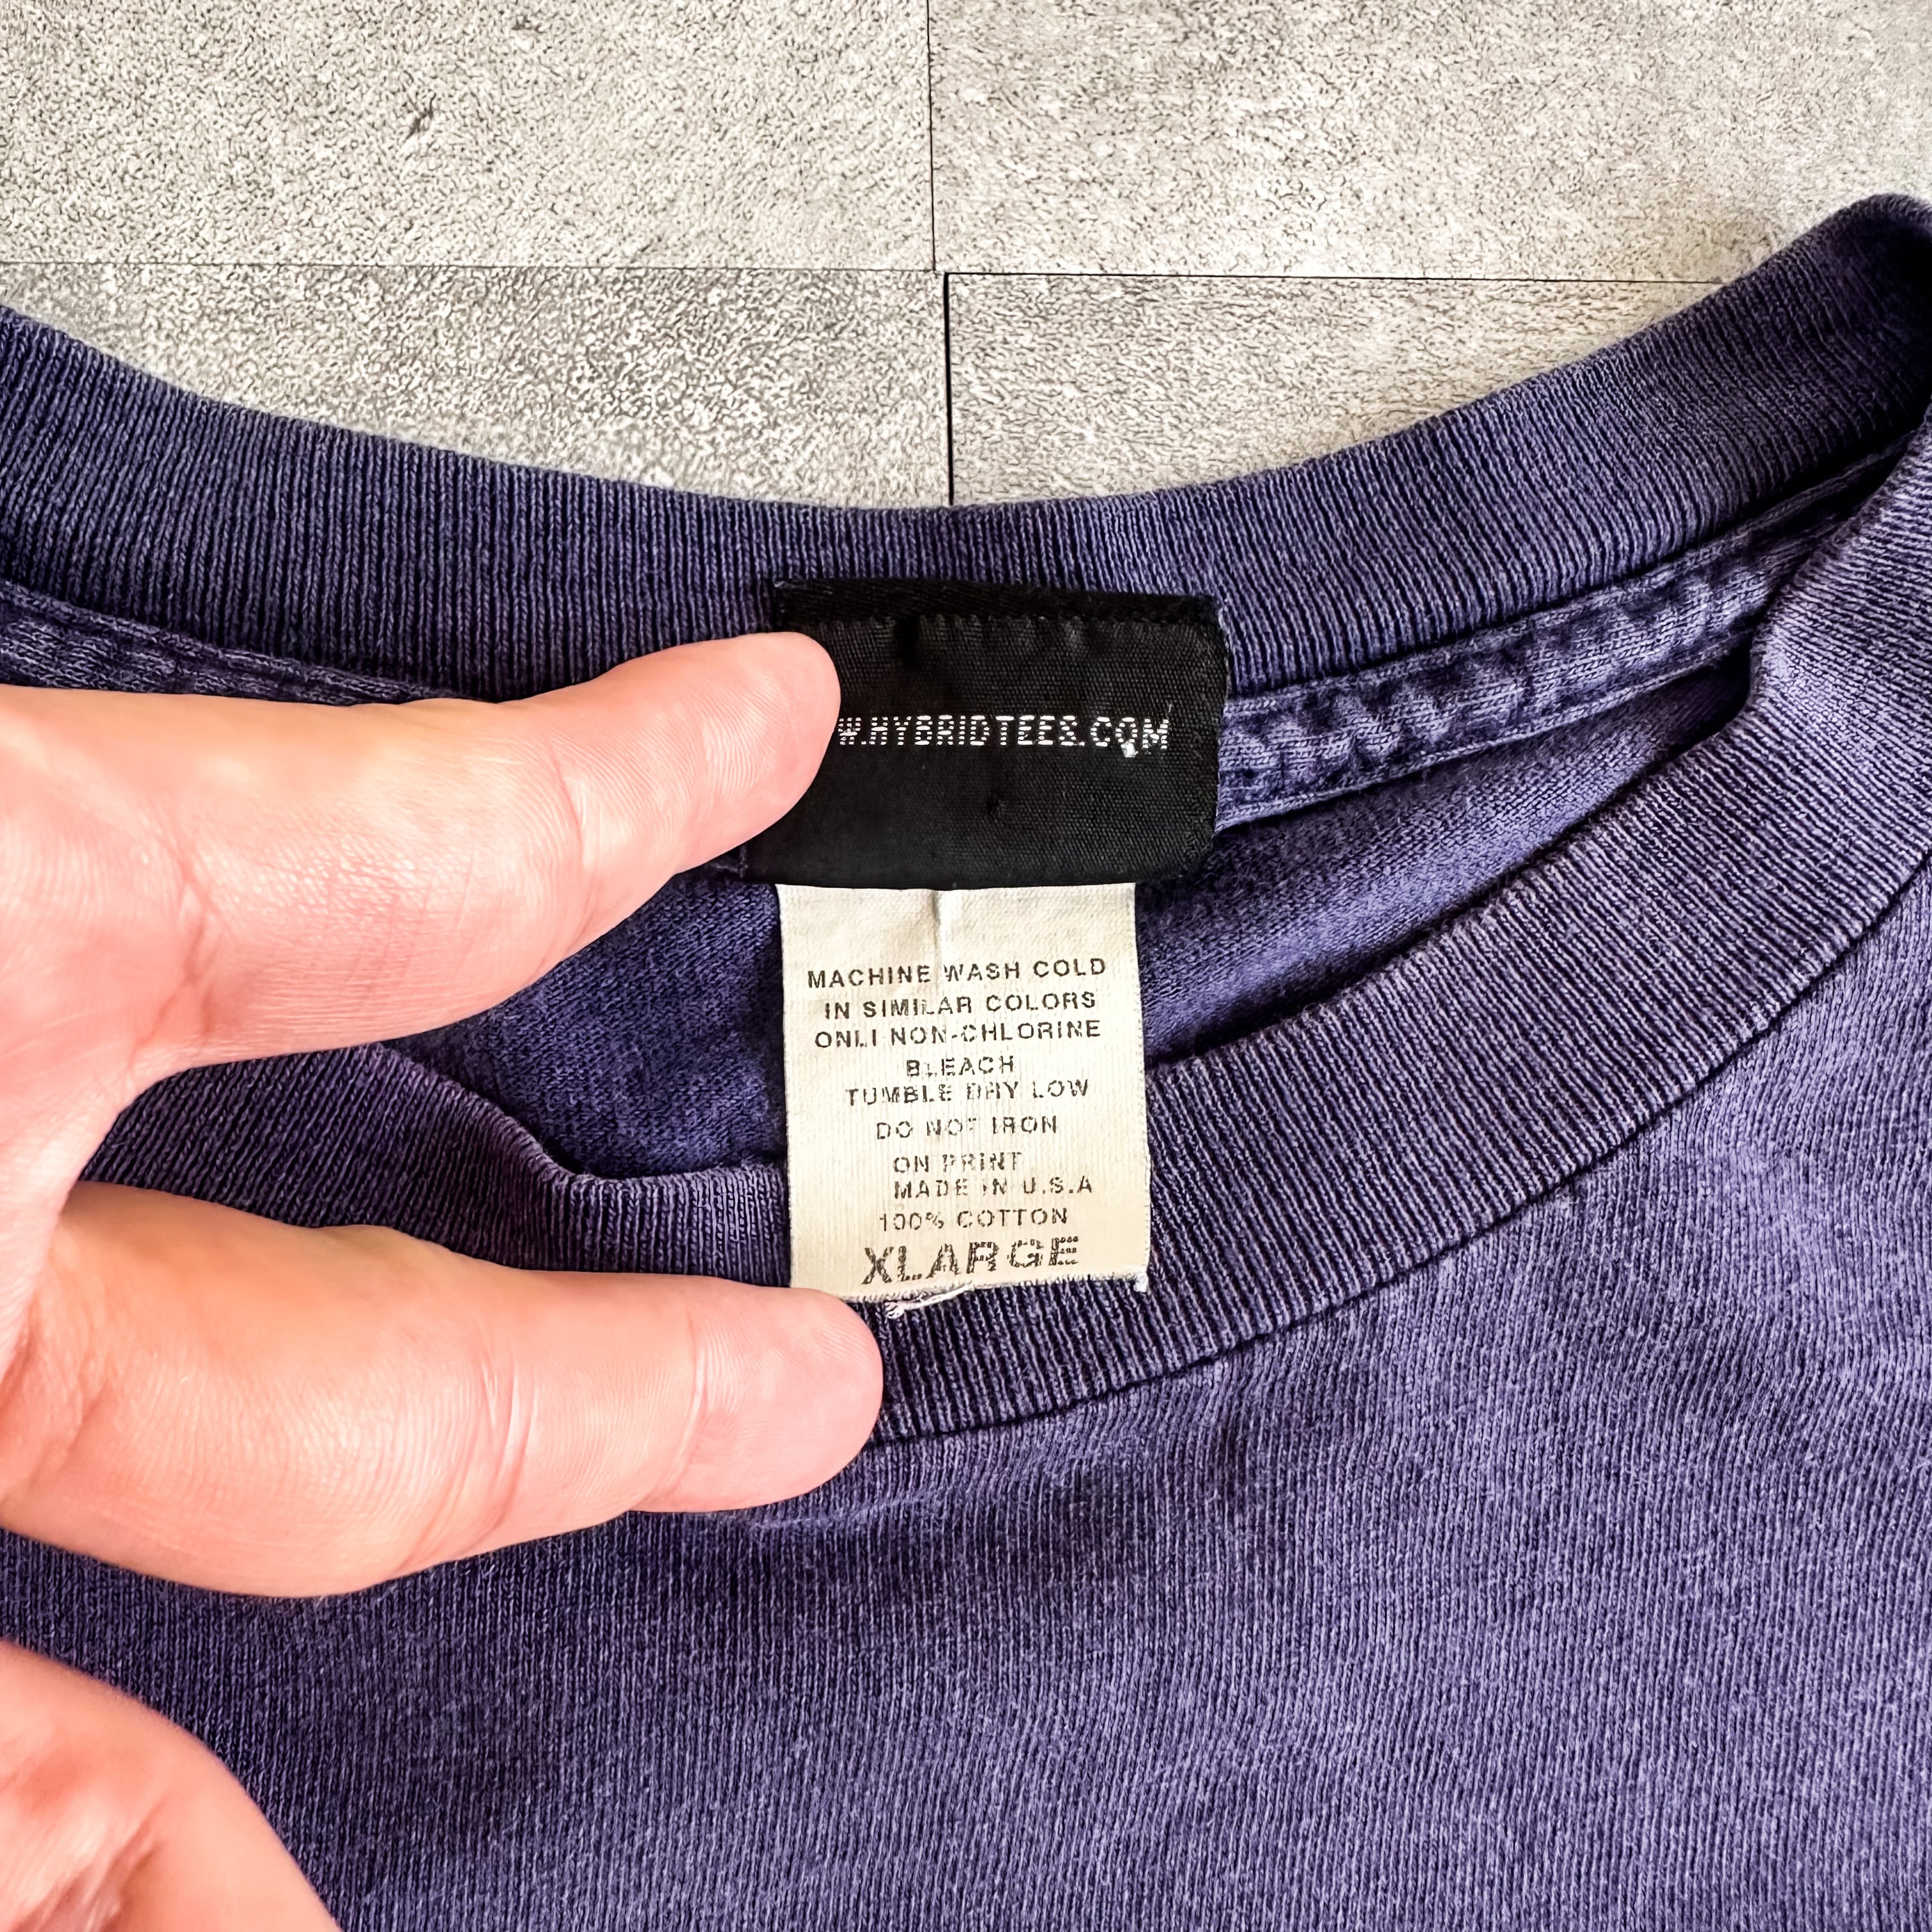 W.HYBRIDTEES.COM
MACHINE WASH COLD
IN SIMILAR COLORS
ONLI NON-CHLORINE
BLEACH
TUMBLE DRY LOW
DO NOT IRON
ON PRINT
MADE IN U.S.A
100% COTTON
XLARGE